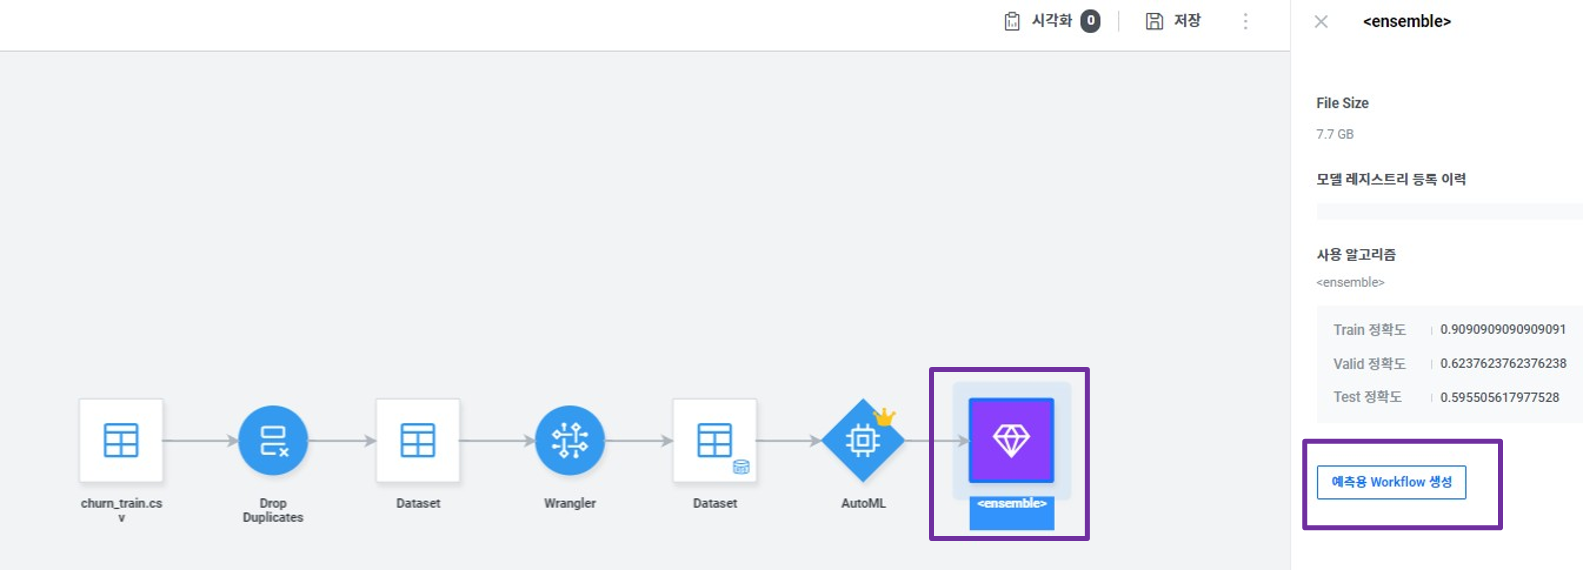 시각화 0 저장
<ensemble>
File Size
7.7 GB
모델 레지스트리 등록 이력
사용 알고리즘
<ensemble>
Train 정확도 0.9090909090909091
Valid 정확도 0.6237623762376238
Test 정확도 0.595505617977528
예측용 Workflow 생성
churn_train.cs
v
Drop
Duplicates
Dataset
Wrangler
Dataset
AutoML
<ensemble>